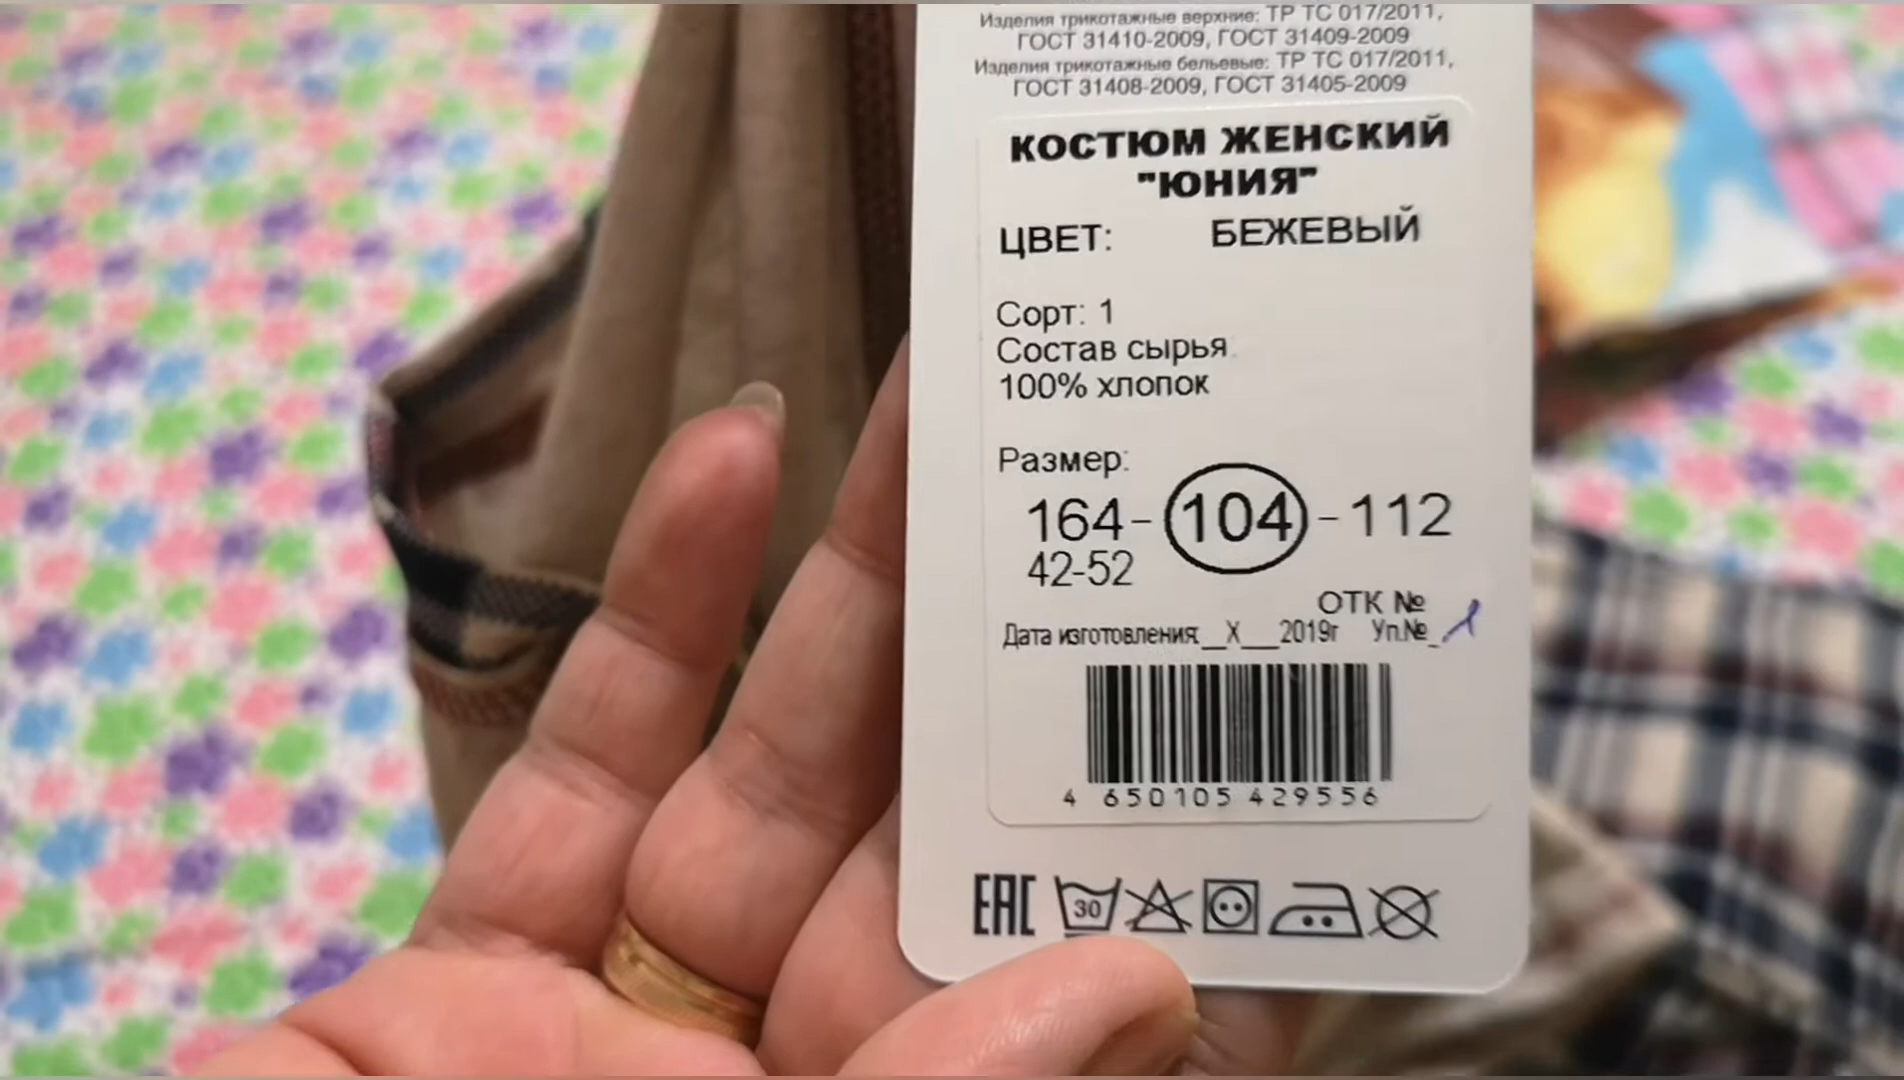 Изделия трикотажные верхние: ТР ТС 017/2011,
ГОСТ 31410-2009, ГОСТ 31409-2009
Изделия трикотажные бельевые: ТР ТС 017/2011,
ГОСТ 31408-2009, ГОСТ 31405-2009
КОСТЮМ ЖЕНСКИЙ
"ЮНИЯ"
ЦВЕТ: БЕЖЕВЫЙ
Сорт: 1
Состав сырья
100% хлопок
Размер:
164-104-112
42-52
ОТК №
Дата изготовления:__X___2019г Уп.№ 1
4 650105 429556
EAC 30